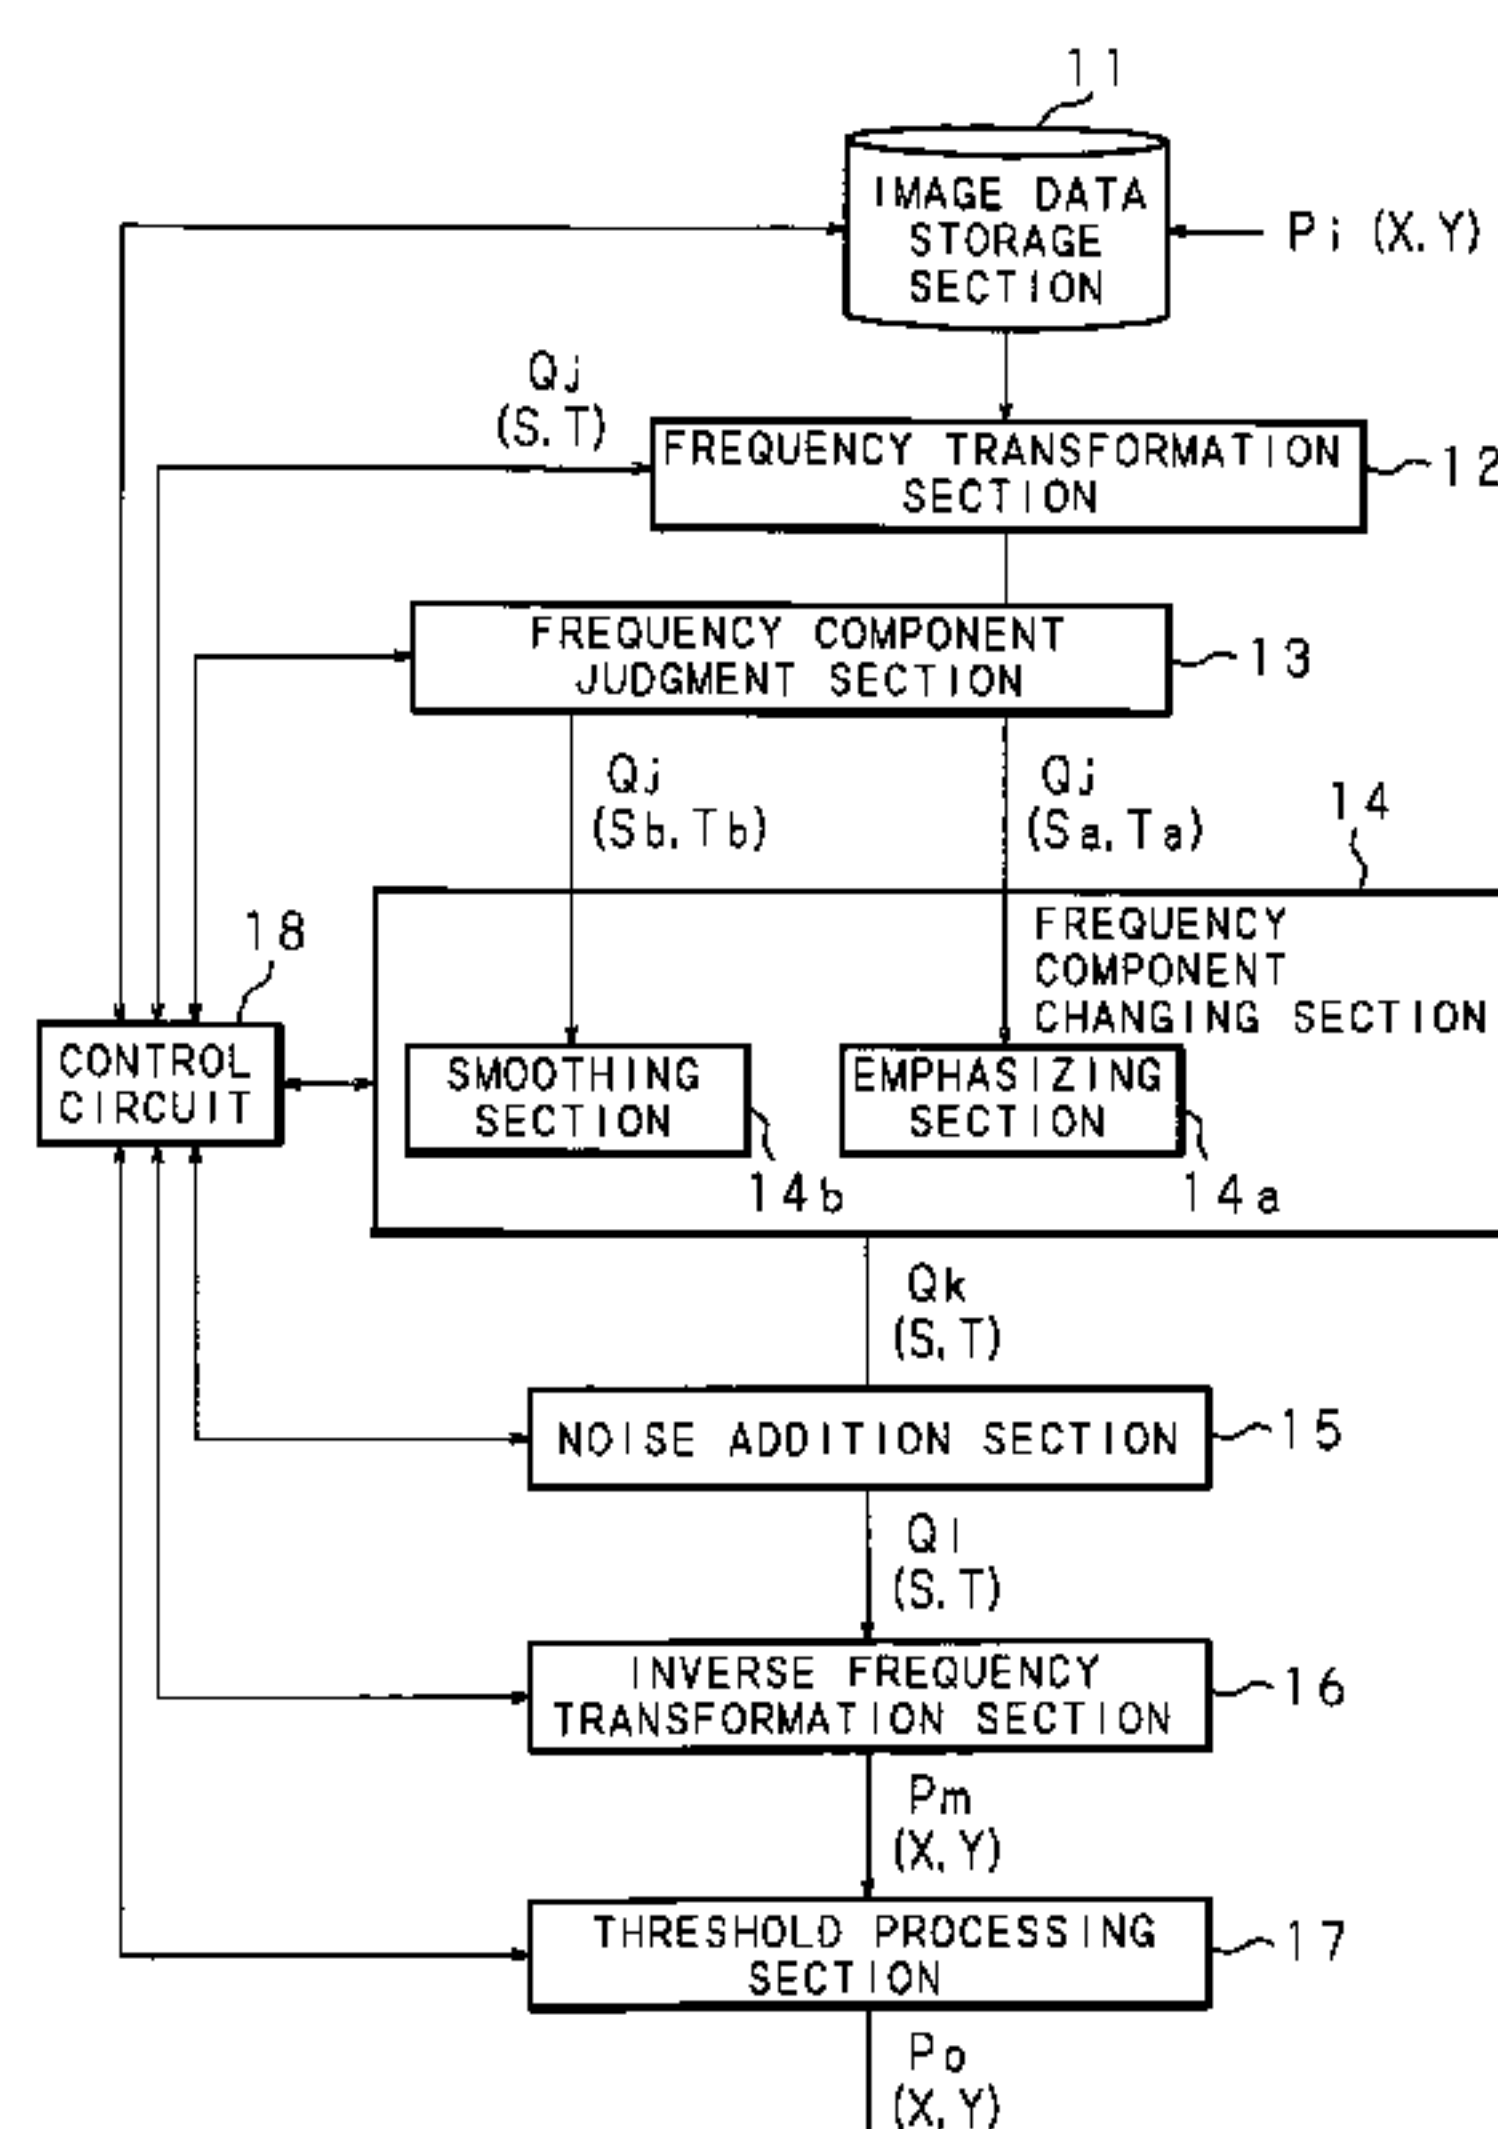 11
IMAGE DATA
STORAGE
SECTION
Pi (X, Y)
Qj
(S, T)
FREQUENCY TRANSFORMATION
SECTION
12
FREQUENCY COMPONENT
JUDGMENT SECTION
13
Qj
(Sb, Tb)
Qj
(Sa, Ta)
14
FREQUENCY
COMPONENT
CHANGING SECTION
18
CONTROL
CIRCUIT
SMOOTHING
SECTION
14b
EMPHASIZING
SECTION
14a
Qk
(S, T)
NOISE ADDITION SECTION
15
Ql
(S, T)
INVERSE FREQUENCY
TRANSFORMATION SECTION
16
Pm
(X, Y)
THRESHOLD PROCESSING
SECTION
17
Po
(X, Y)